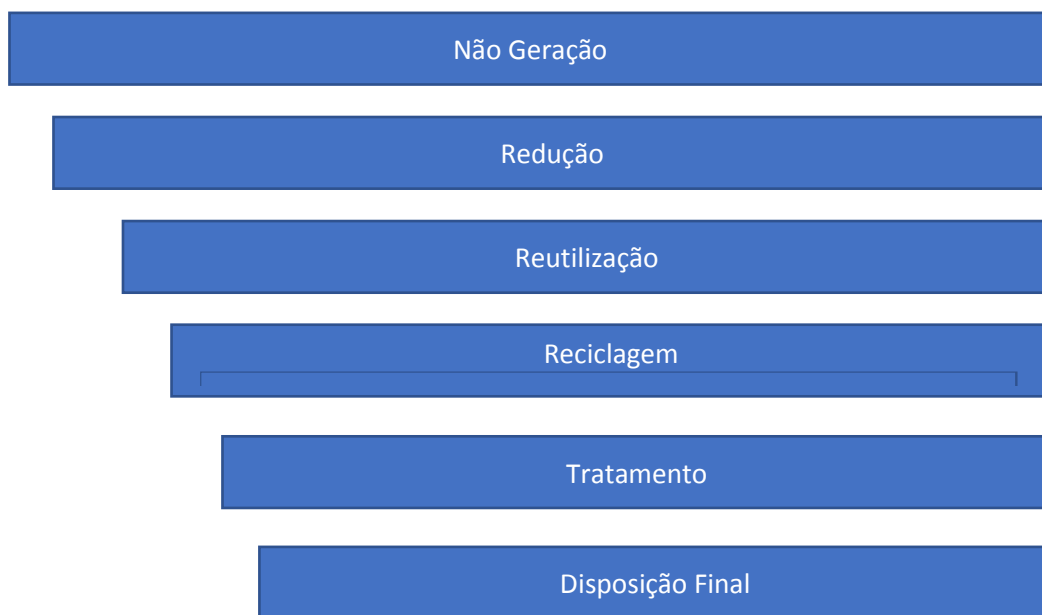 Não Geração
Redução
Reutilização
Reciclagem
Tratamento
Disposição Final